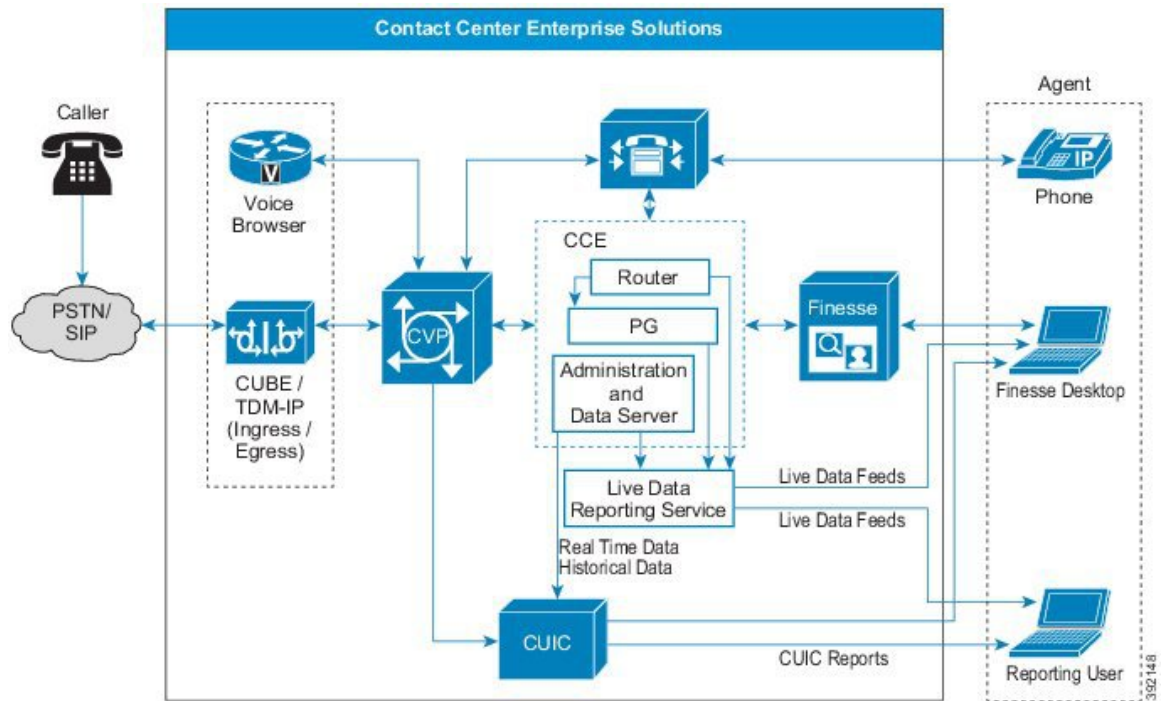 Contact Center Enterprise Solutions
Caller
Agent
V
Voice
Browser
IP
Phone
CCE
Router
PG
Administration
and
Data Server
PSTN/
SIP
CUBE /
TDM-IP
(Ingress /
Egress)
CVP
Finesse
Finesse Desktop
Live Data
Reporting Service
Live Data Feeds
Live Data Feeds
Real Time Data
Historical Data
CUIC
CUIC Reports
Reporting User
392148